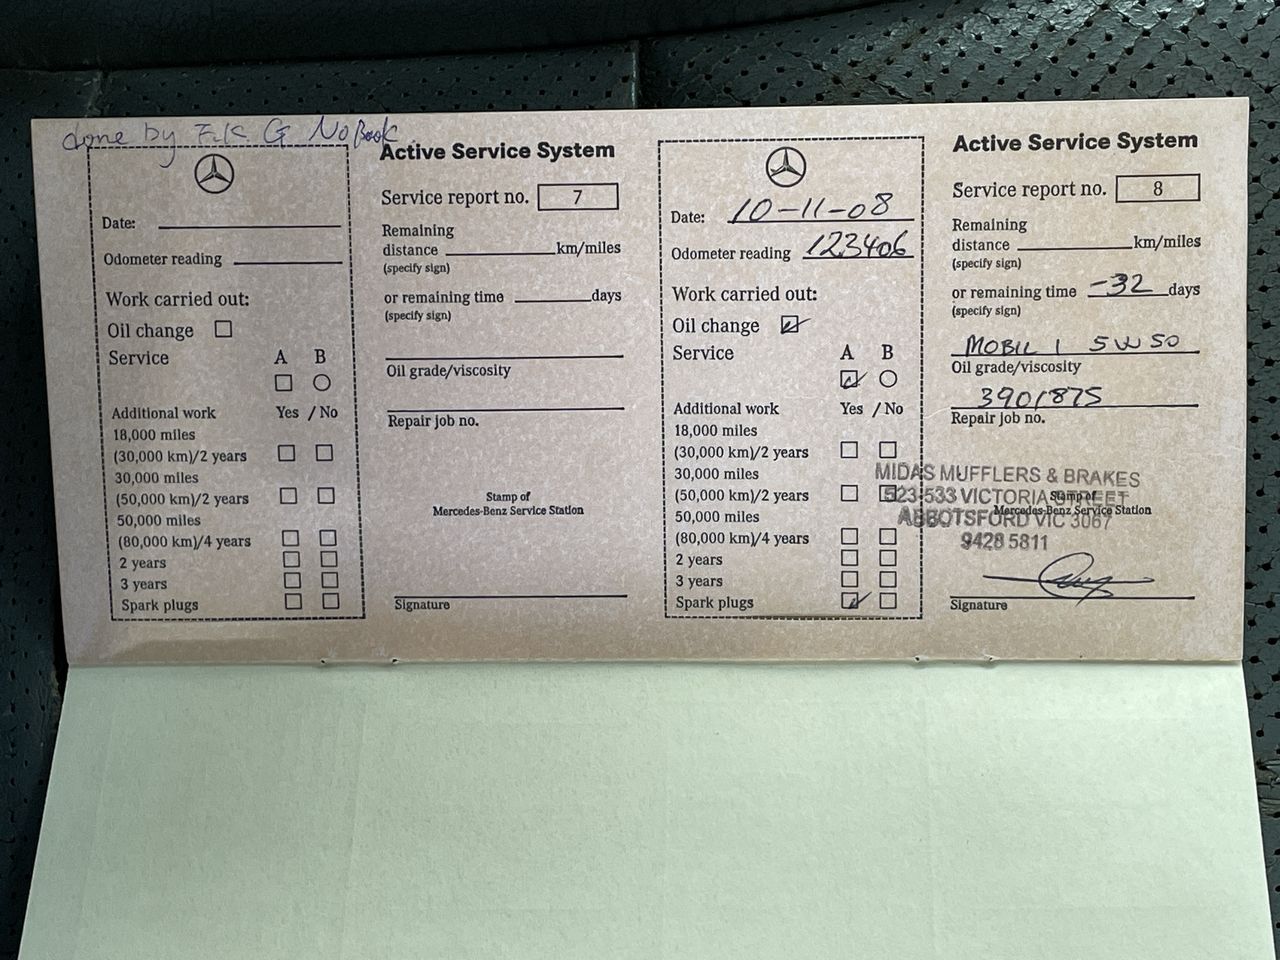 done by F.K. G No Book
Date:
Odometer reading
Work carried out:
Oil change
Service A B
Additional work Yes / No
18,000 miles
(30,000 km)/2 years
30,000 miles
(50,000 km)/2 years
50,000 miles
(80,000 km)/4 years
2 years
3 years
Spark plugs
Active Service System
Service report no. 7
Remaining
distance km/miles
(specify sign)
or remaining time days
(specify sign)
Oil grade/viscosity
Repair job no.
Stamp of
Mercedes-Benz Service Station
Signature
Date: 10-11-08
Odometer reading 123406
Work carried out:
Oil change
Service A B
Additional work Yes / No
18,000 miles
(30,000 km)/2 years
30,000 miles
(50,000 km)/2 years
50,000 miles
(80,000 km)/4 years
2 years
3 years
Spark plugs
Active Service System
Service report no. 8
Remaining
distance km/miles
(specify sign)
or remaining time -32 days
(specify sign)
MOBIL 1 5W50
Oil grade/viscosity
3901875
Repair job no.
MIDAS MUFFLERS & BRAKES
523-533 VICTORIA STREET
Stamp of
Mercedes-Benz Service Station
ABBOTSFORD VIC 3067
9428 5811
Signature